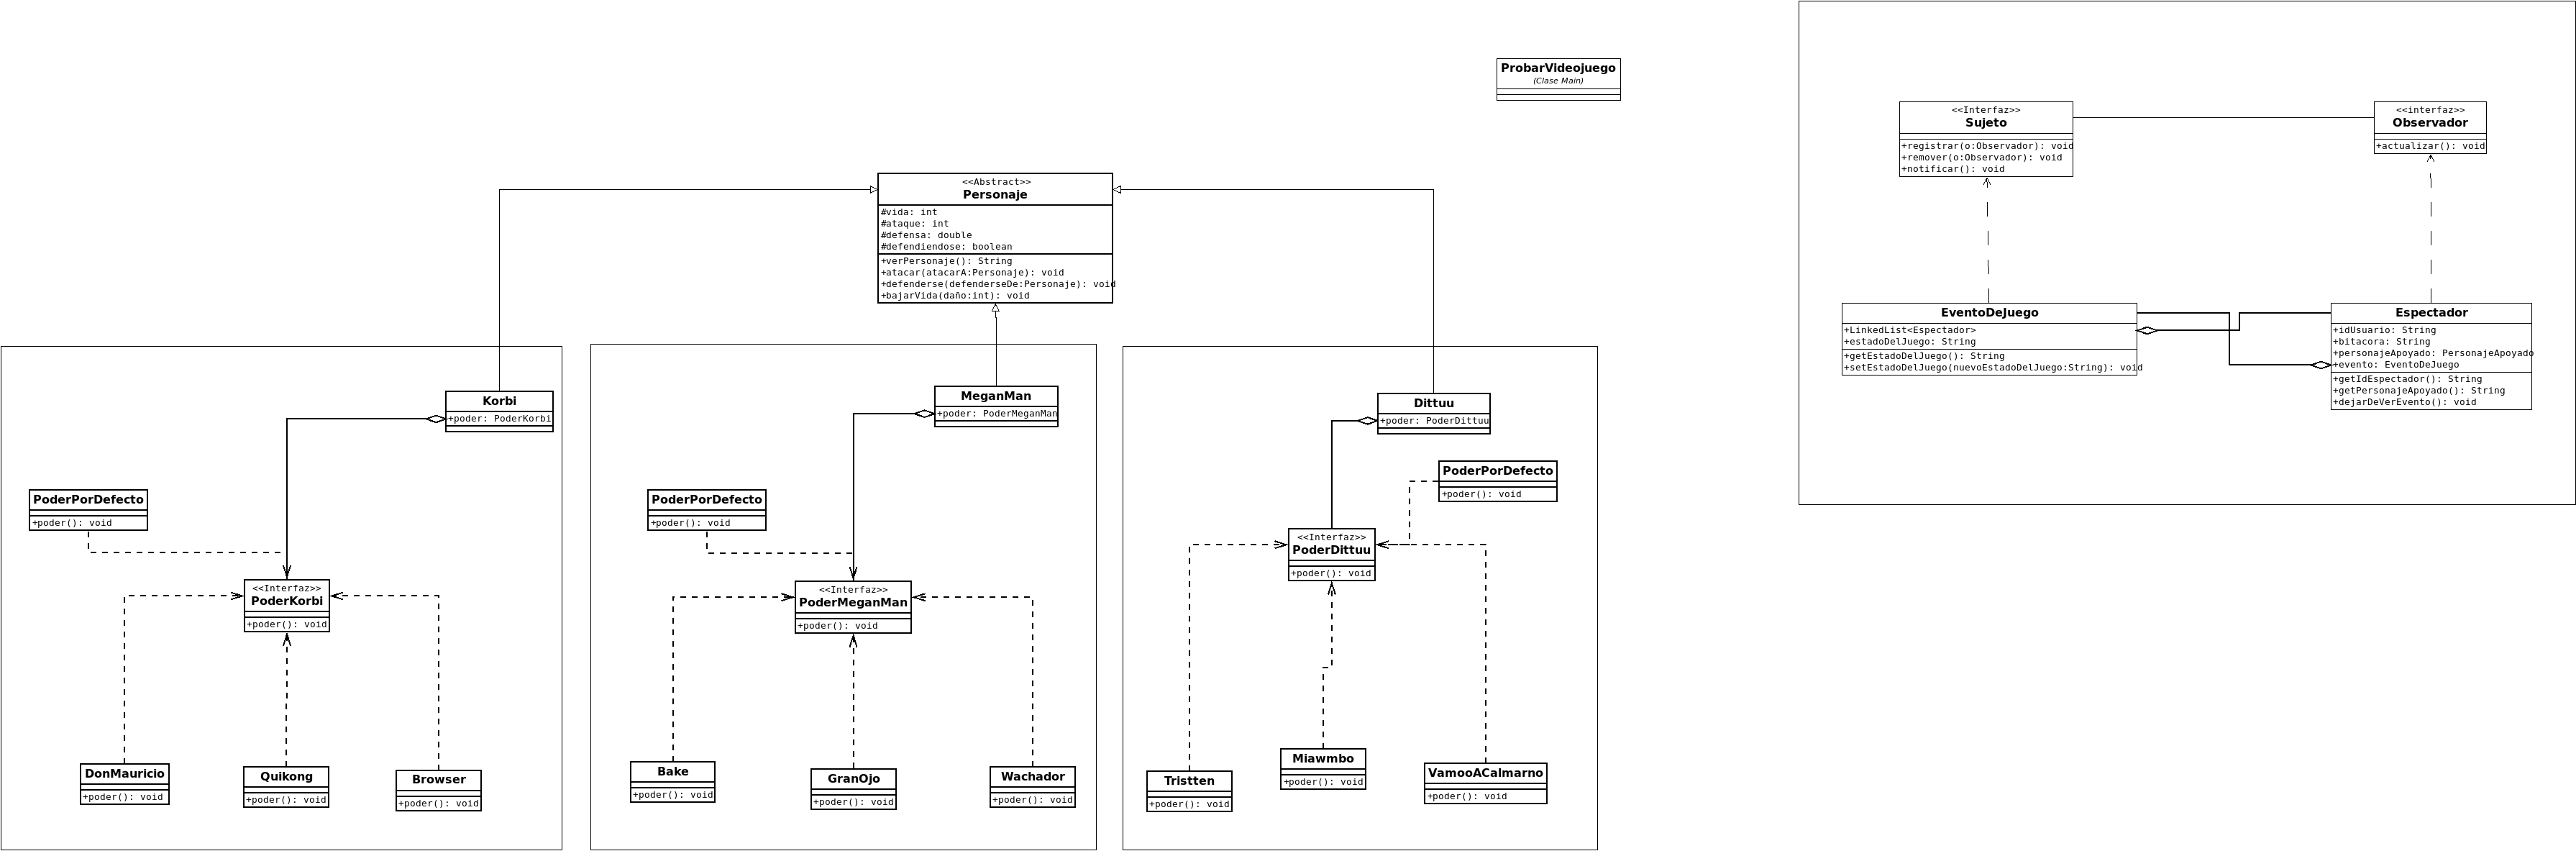 ProbarVideojuego
(Clase Main)
<<Abstract>>
Personaje
#vida: int
#ataque: int
#defensa: double
#defendiendose: boolean
+verPersonaje(): String
+atacar(atacarA:Personaje): void
+defenderse(defenderseDe:Personaje): void
+bajarVida(daño:int): void
Korbi
+poder: PoderKorbi
PoderPorDefecto
+poder(): void
<<Interfaz>>
PoderKorbi
+poder(): void
DonMauricio
+poder(): void
Quikong
+poder(): void
Browser
+poder(): void
MeganMan
+poder: PoderMeganMan
PoderPorDefecto
+poder(): void
<<Interfaz>>
PoderMeganMan
+poder(): void
Bake
+poder(): void
GranOjo
+poder(): void
Wachador
+poder(): void
Dittuu
+poder: PoderDittuu
PoderPorDefecto
+poder(): void
<<Interfaz>>
PoderDittuu
+poder(): void
Tristten
+poder(): void
Miawmbo
+poder(): void
VamooACalmarno
+poder(): void
<<Interfaz>>
Sujeto
+registrar(o:Observador): void
+remover(o:Observador): void
+notificar(): void
<<interfaz>>
Observador
+actualizar(): void
EventoDeJuego
+LinkedList<Espectador>
+estadoDelJuego: String
+getEstadoDelJuego(): String
+setEstadoDelJuego(nuevoEstadoDelJuego:String): void
Espectador
+idUsuario: String
+bitacora: String
+personajeApoyado: PersonajeApoyado
+evento: EventoDeJuego
+getIdEspectador(): String
+getPersonajeApoyado(): String
+dejarDeVerEvento(): void